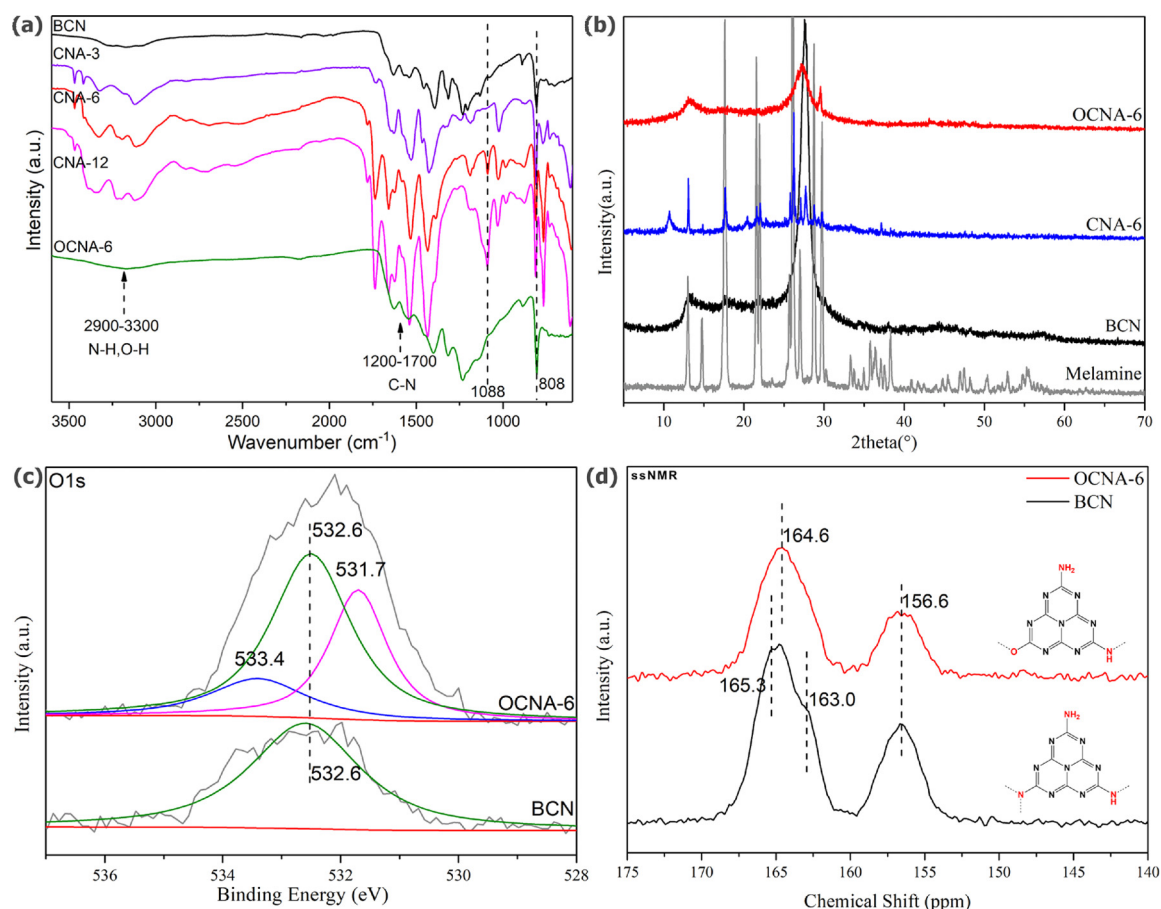 (a)
BCN
CNA-3
CNA-6
CNA-12
OCNA-6
2900-3300
N-H,O-H
1200-1700
C-N
1088
808
Intensity (a.u.)
3600 3000 2500 2000 1500 1000
Wavenumber (cm-1)
(b)
OCNA-6
CNA-6
BCN
Melamine
Intensity(a.u.)
10 20 30 40 50 60 70
2theta(°)
(c)
O1s
532.6
531.7
533.4
OCNA-6
532.6
BCN
Intensity (a.u.)
536 534 532 530 528
Binding Energy (eV)
(d)
ssNMR
OCNA-6
BCN
164.6
156.6
165.3
163.0
NH2
N N
N N N
O N N NH
NH2
N N
N N N
N N N NH
Intensity (a.u.)
175 170 165 160 155 150 145 140
Chemical Shift (ppm)